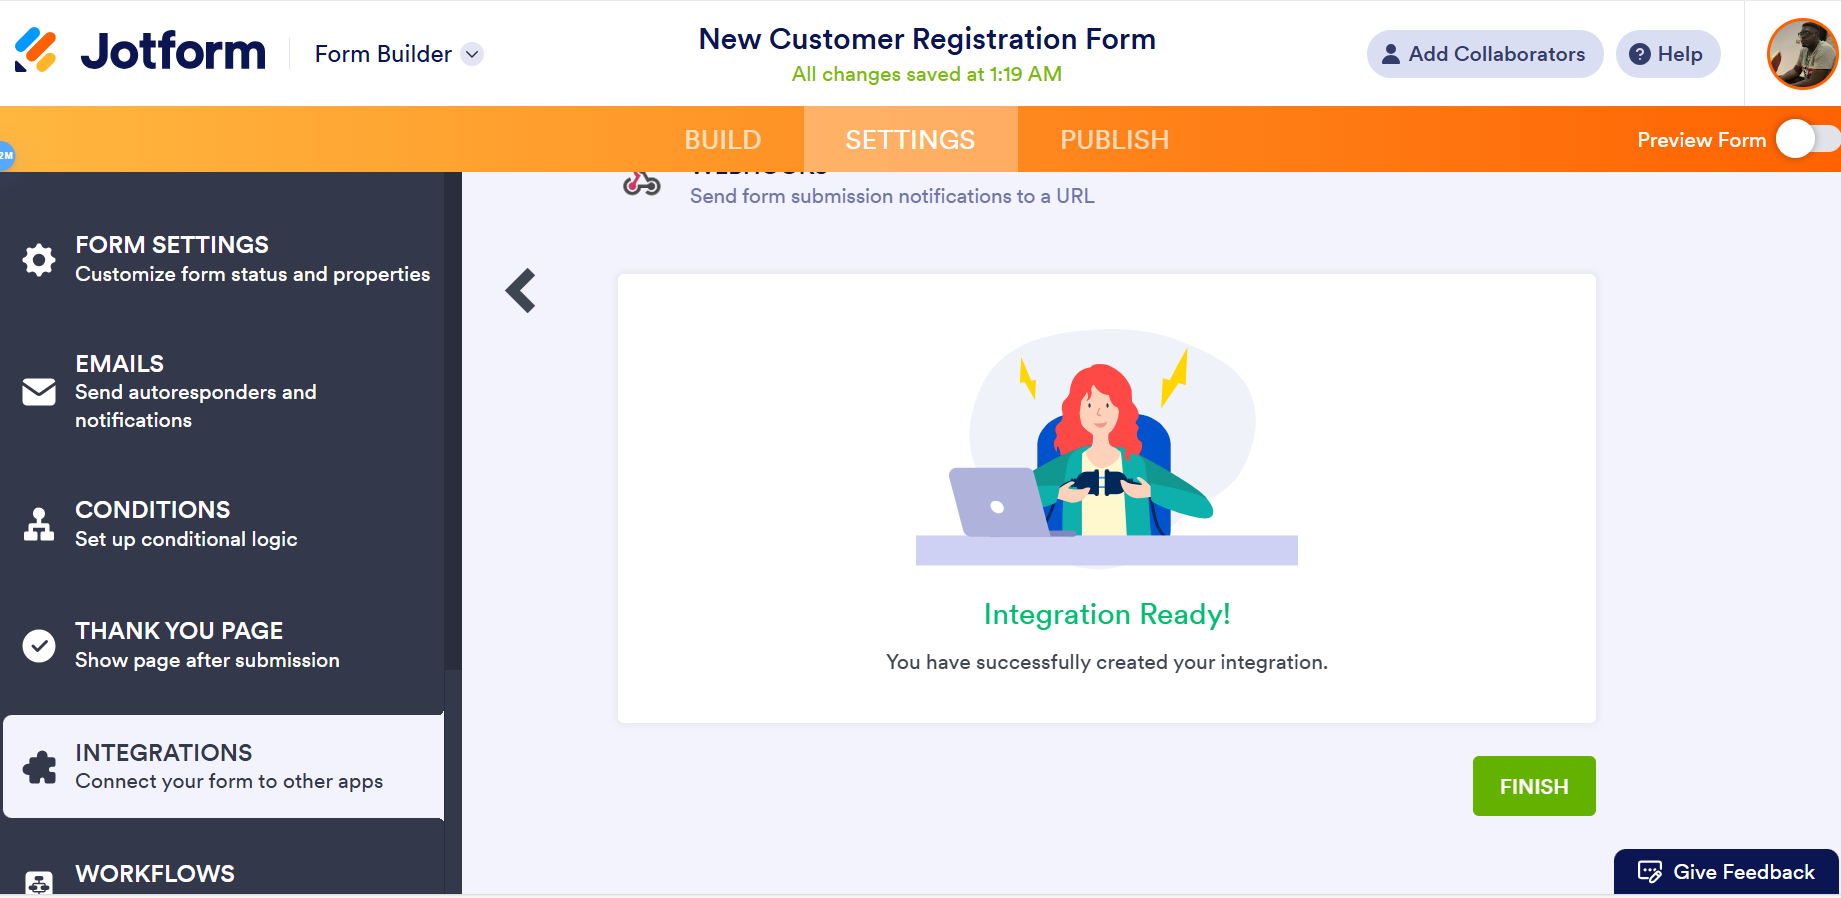 Jotform
Form Builder
New Customer Registration Form
All changes saved at 1:19 AM
Add Collaborators
Help
BUILD
SETTINGS
PUBLISH
Preview Form
2M
FORM SETTINGS
Customize form status and properties
EMAILS
Send autoresponders and
notifications
CONDITIONS
Set up conditional logic
THANK YOU PAGE
Show page after submission
INTEGRATIONS
Connect your form to other apps
WORKFLOWS
WEBHOOKS
Send form submission notifications to a URL
Integration Ready!
You have successfully created your integration.
FINISH
Give Feedback